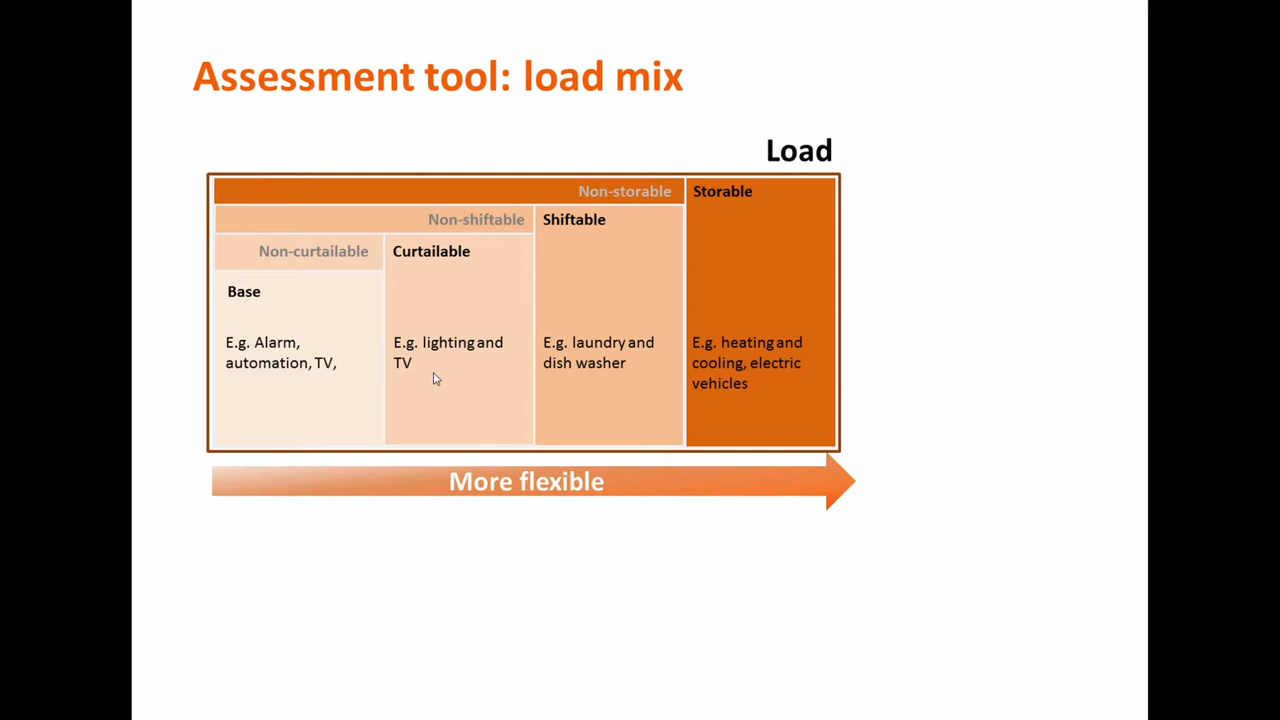 Assessment tool: load mix
Load
Non-storable
Storable
Non-shiftable
Shiftable
Non-curtailable
Curtailable
Base
E.g. Alarm,
automation, TV,
E.g. lighting and
TV
E.g. laundry and
dish washer
E.g. heating and
cooling, electric
vehicles
More flexible